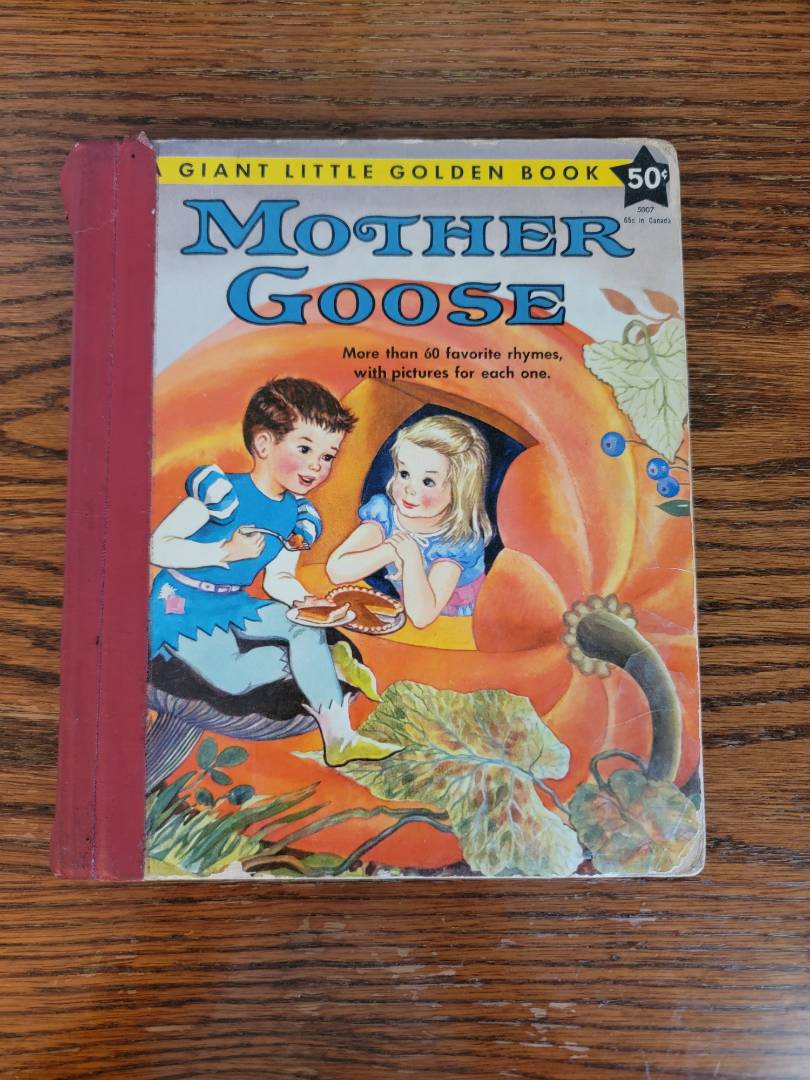 A GIANT LITTLE GOLDEN BOOK
50¢
5007
65c in Canada
MOTHER
GOOSE
More than 60 favorite rhymes,
with pictures for each one.